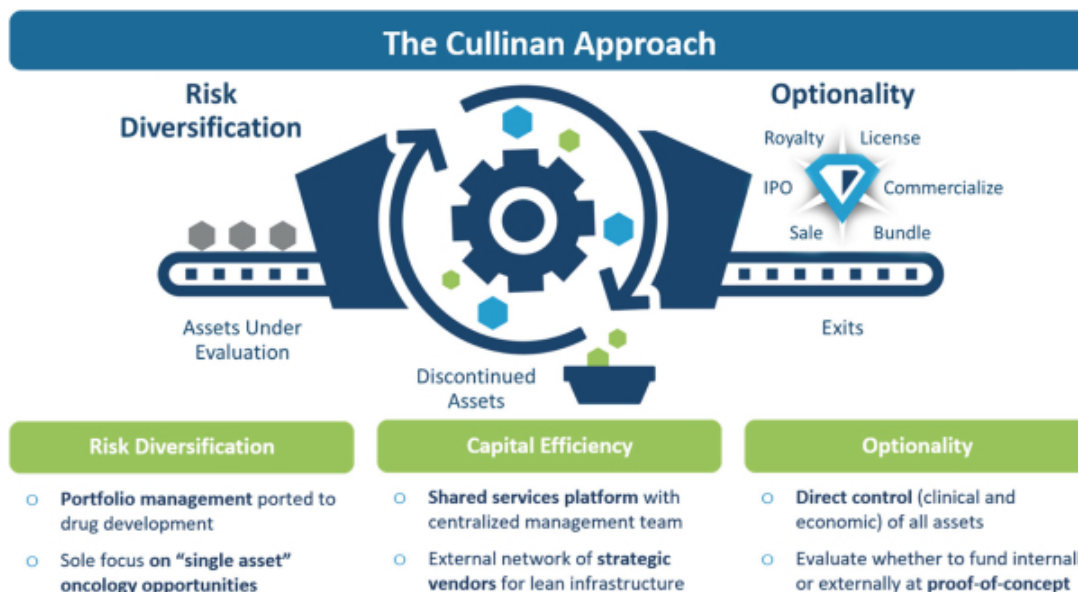 The Cullinan Approach
Risk
Diversification
Optionality
Royalty
License
IPO
Commercialize
Sale
Bundle
Assets Under
Evaluation
Discontinued
Assets
Exits
Risk Diversification
Portfolio management ported to
drug development
Sole focus on “single asset”
oncology opportunities
Capital Efficiency
Shared services platform with
centralized management team
External network of strategic
vendors for lean infrastructure
Optionality
Direct control (clinical and
economic) of all assets
Evaluate whether to fund internall
or externally at proof-of-concept